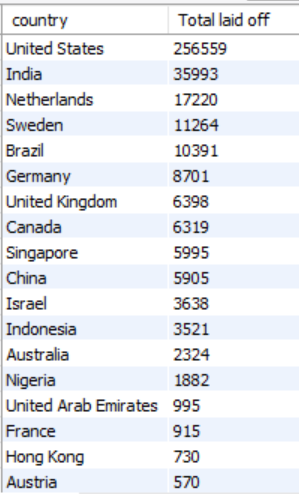 country Total laid off
United States 256559
India 35993
Netherlands 17220
Sweden 11264
Brazil 10391
Germany 8701
United Kingdom 6398
Canada 6319
Singapore 5995
China 5905
Israel 3638
Indonesia 3521
Australia 2324
Nigeria 1882
United Arab Emirates 995
France 915
Hong Kong 730
Austria 570